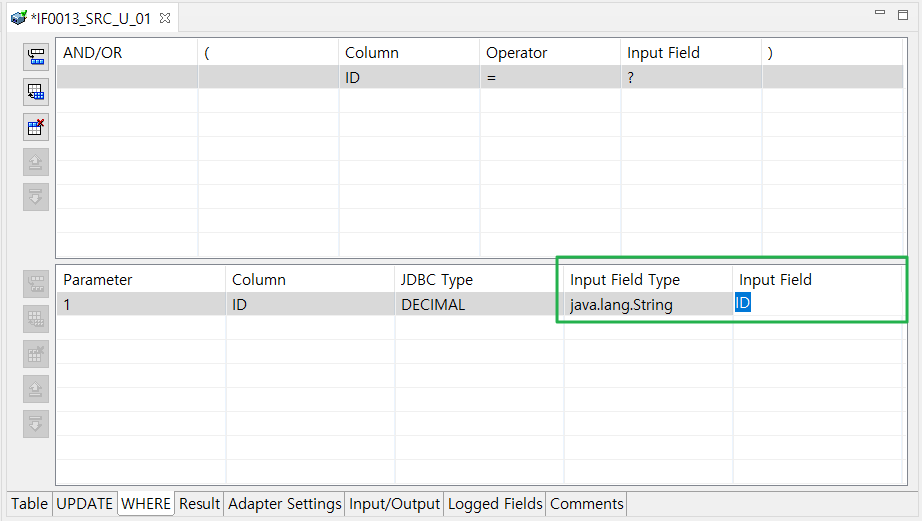 *IF0013_SRC_U_01
AND/OR ( Column Operator Input Field )
ID = ?
Parameter Column JDBC Type Input Field Type Input Field
1 ID DECIMAL java.lang.String ID
Table UPDATE WHERE Result Adapter Settings Input/Output Logged Fields Comments